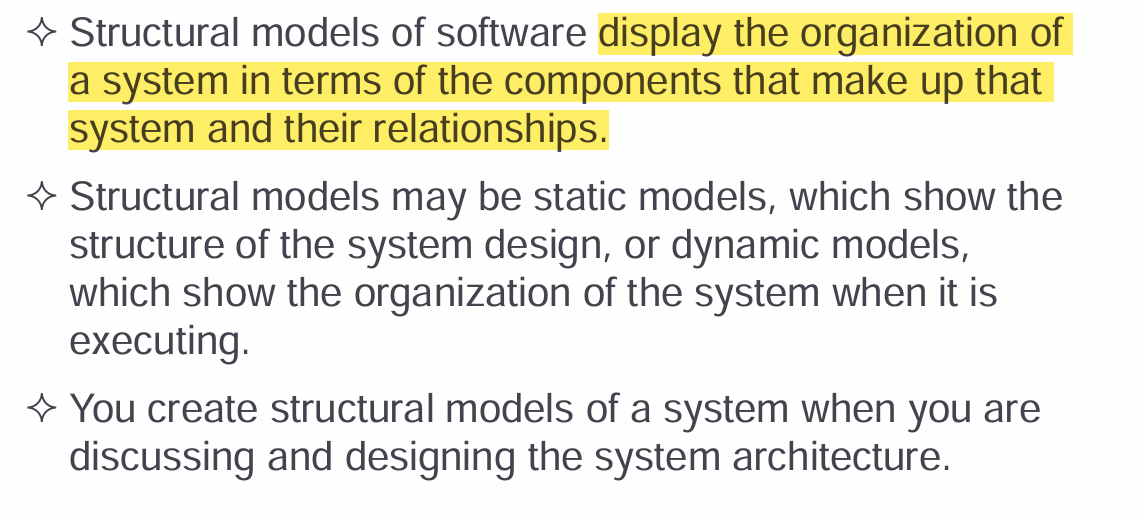 ✧ Structural models of software display the organization of
a system in terms of the components that make up that
system and their relationships.
✧ Structural models may be static models, which show the
structure of the system design, or dynamic models,
which show the organization of the system when it is
executing.
✧ You create structural models of a system when you are
discussing and designing the system architecture.